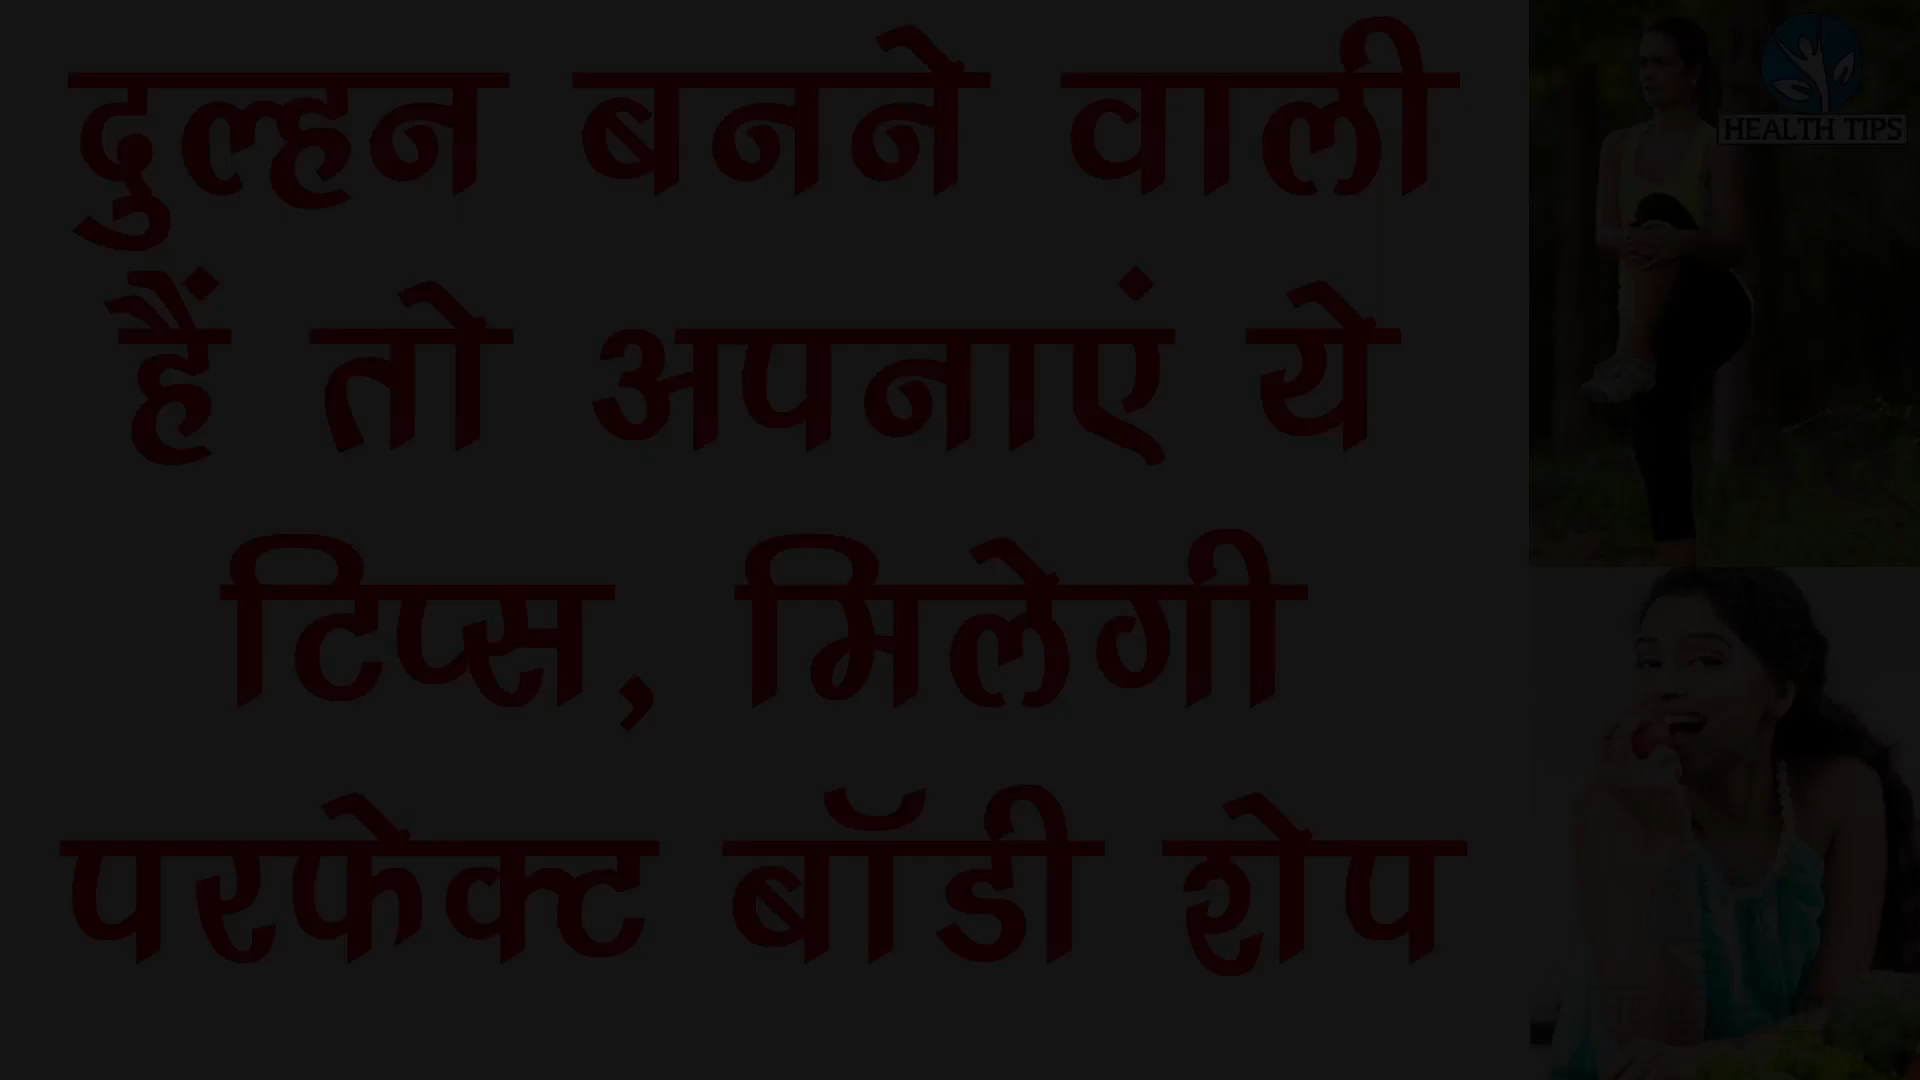 दुल्हन बनने वाली
हैं तो अपनाएं ये
टिप्स, मिलेगी
परफेक्ट बॉडी शेप
HEALTH TIPS